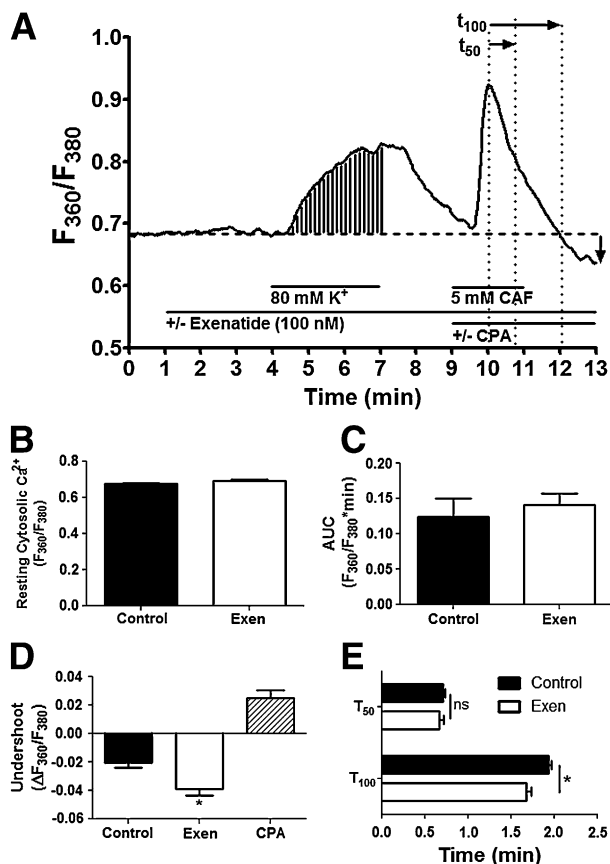 A
t100
t50
F360/F380
1.0
0.9
0.8
0.7
0.6
0.5
80 mM K+
5 mM CAF
+/- Exenatide (100 nM)
+/- CPA
0 1 2 3 4 5 6 7 8 9 10 11 12 13
Time (min)
B
Resting Cytosolic Ca2+
(F360/F380)
0.8
0.6
0.4
0.2
0.0
Control Exen
C
AUC
(F360/F380*min)
0.20
0.15
0.10
0.05
0.00
Control Exen
D
Undershoot
(ΔF360/F380)
0.04
0.02
0.00
-0.02
-0.04
-0.06
*
Control Exen CPA
E
Control
Exen
T50
ns
T100
*
0.0 0.5 1.0 1.5 2.0 2.5
Time (min)